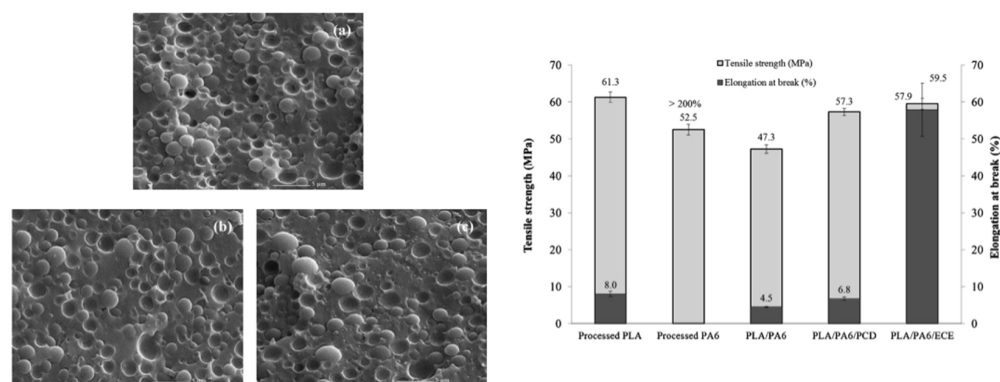 (a)
5 μm
(b)
(c)
Tensile strength (MPa)
Elongation at break (%)
70
60
50
40
30
20
10
0
Tensile strength (MPa)
61.3
8.0
> 200%
52.5
47.3
4.5
57.3
6.8
57.9
59.5
70
60
50
40
30
20
10
0
Elongation at break (%)
Processed PLA
Processed PA6
PLA/PA6
PLA/PA6/PCD
PLA/PA6/ECE